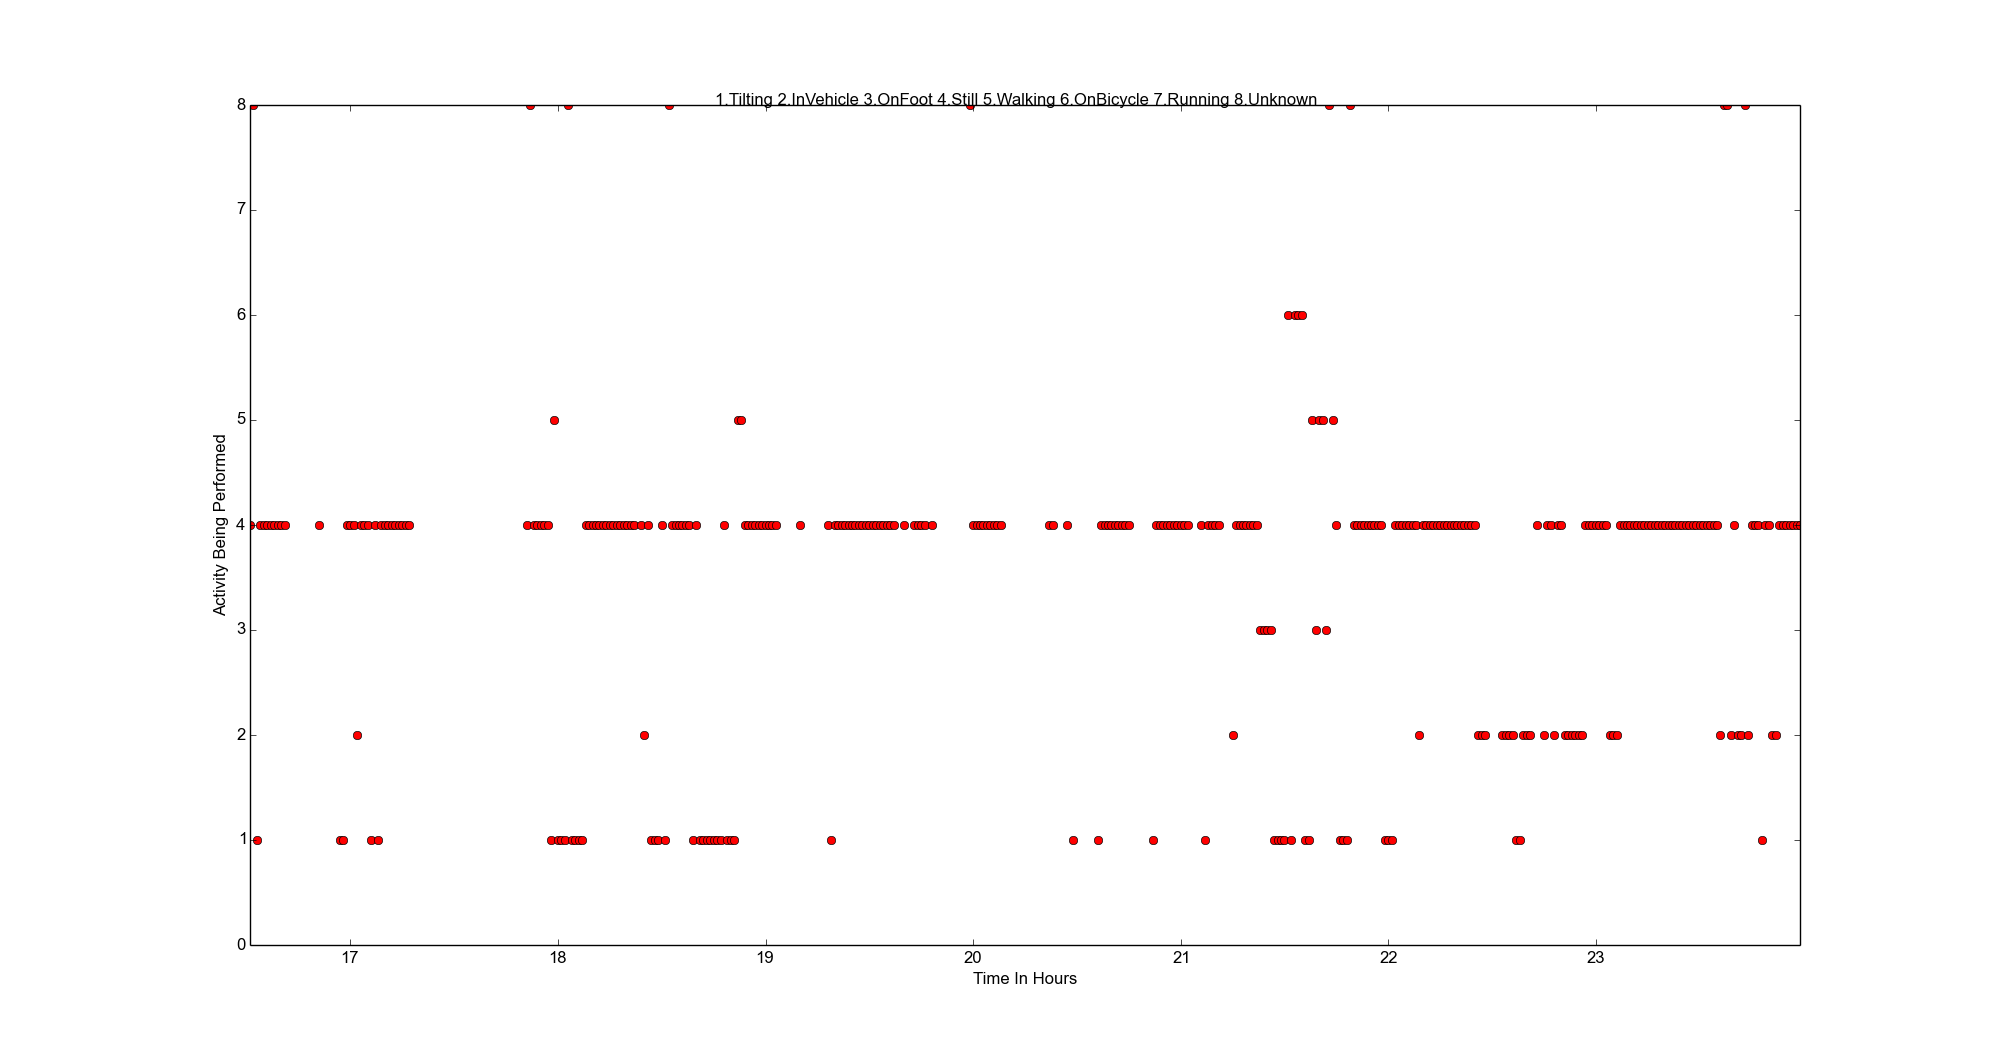 1.Tilting 2.InVehicle 3.OnFoot 4.Still 5.Walking 6.OnBicycle 7.Running 8.Unknown
8
7
6
5
4
3
2
1
0
Activity Being Performed
17 18 19 20 21 22 23
Time In Hours